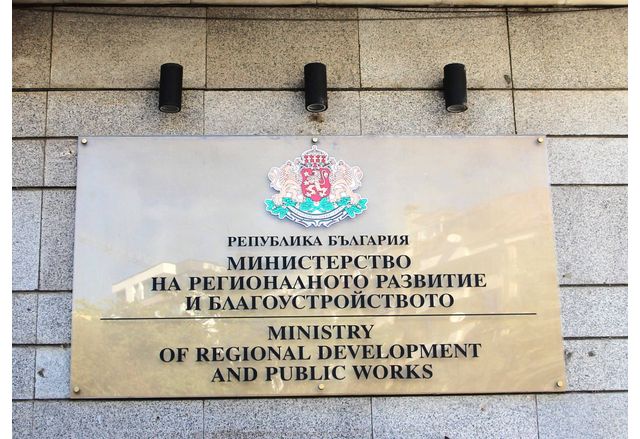 РЕПУБЛИКА БЪЛГАРИЯ
МИНИСТЕРСТВО
НА РЕГИОНАЛНОТО РАЗВИТИЕ
И БЛАГОУСТРОЙСТВОТО
MINISTRY
OF REGIONAL DEVELOPMENT
AND PUBLIC WORKS